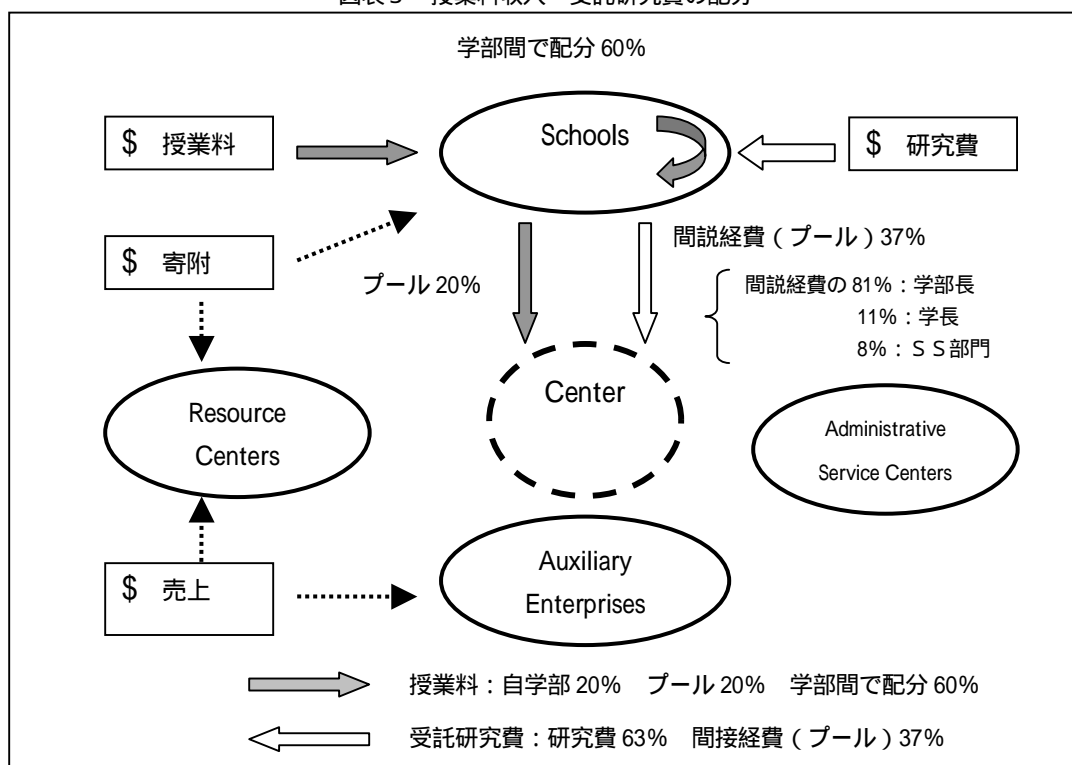 図表3 授業料収入・受託研究費の配分
学部間で配分 60%
$ 授業料
Schools
$ 研究費
$ 寄附
プール 20%
間説経費(プール)37%
間説経費の 81%:学部長
11%:学長
8%:SS部門
Resource
Centers
Center
Administrative
Service Centers
$ 売上
Auxiliary
Enterprises
授業料:自学部 20% プール 20% 学部間で配分 60%
受託研究費:研究費 63% 間接経費(プール)37%